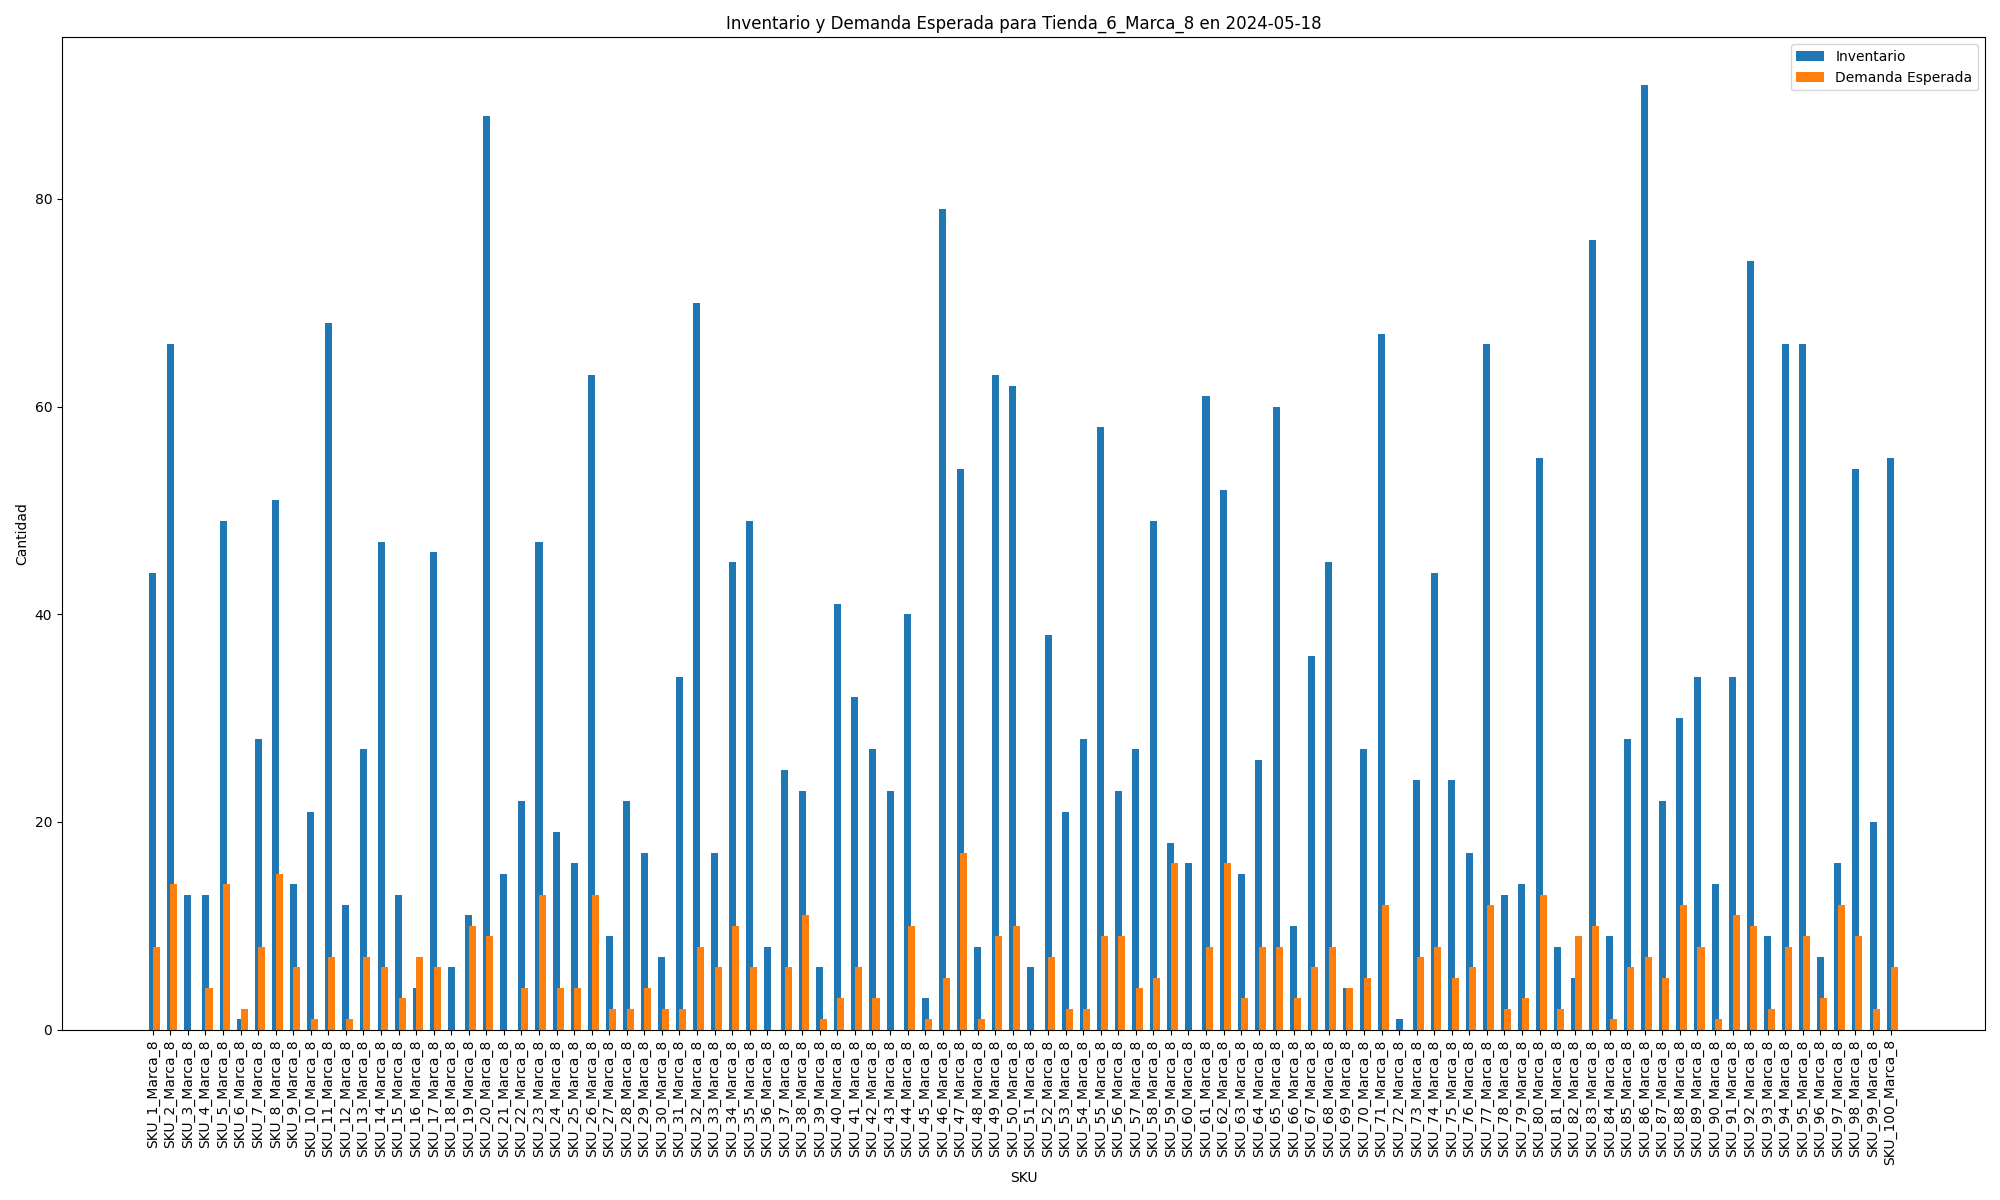 Inventario y Demanda Esperada para Tienda_6_Marca_8 en 2024-05-18
Inventario
Demanda Esperada
Cantidad
80
60
40
20
0
SKU_1_Marca_8
SKU_2_Marca_8
SKU_3_Marca_8
SKU_4_Marca_8
SKU_5_Marca_8
SKU_6_Marca_8
SKU_7_Marca_8
SKU_8_Marca_8
SKU_9_Marca_8
SKU_10_Marca_8
SKU_11_Marca_8
SKU_12_Marca_8
SKU_13_Marca_8
SKU_14_Marca_8
SKU_15_Marca_8
SKU_16_Marca_8
SKU_17_Marca_8
SKU_18_Marca_8
SKU_19_Marca_8
SKU_20_Marca_8
SKU_21_Marca_8
SKU_22_Marca_8
SKU_23_Marca_8
SKU_24_Marca_8
SKU_25_Marca_8
SKU_26_Marca_8
SKU_27_Marca_8
SKU_28_Marca_8
SKU_29_Marca_8
SKU_30_Marca_8
SKU_31_Marca_8
SKU_32_Marca_8
SKU_33_Marca_8
SKU_34_Marca_8
SKU_35_Marca_8
SKU_36_Marca_8
SKU_37_Marca_8
SKU_38_Marca_8
SKU_39_Marca_8
SKU_40_Marca_8
SKU_41_Marca_8
SKU_42_Marca_8
SKU_43_Marca_8
SKU_44_Marca_8
SKU_45_Marca_8
SKU_46_Marca_8
SKU_47_Marca_8
SKU_48_Marca_8
SKU_49_Marca_8
SKU_50_Marca_8
SKU_51_Marca_8
SKU_52_Marca_8
SKU_53_Marca_8
SKU_54_Marca_8
SKU_55_Marca_8
SKU_56_Marca_8
SKU_57_Marca_8
SKU_58_Marca_8
SKU_59_Marca_8
SKU_60_Marca_8
SKU_61_Marca_8
SKU_62_Marca_8
SKU_63_Marca_8
SKU_64_Marca_8
SKU_65_Marca_8
SKU_66_Marca_8
SKU_67_Marca_8
SKU_68_Marca_8
SKU_69_Marca_8
SKU_70_Marca_8
SKU_71_Marca_8
SKU_72_Marca_8
SKU_73_Marca_8
SKU_74_Marca_8
SKU_75_Marca_8
SKU_76_Marca_8
SKU_77_Marca_8
SKU_78_Marca_8
SKU_79_Marca_8
SKU_80_Marca_8
SKU_81_Marca_8
SKU_82_Marca_8
SKU_83_Marca_8
SKU_84_Marca_8
SKU_85_Marca_8
SKU_86_Marca_8
SKU_87_Marca_8
SKU_88_Marca_8
SKU_89_Marca_8
SKU_90_Marca_8
SKU_91_Marca_8
SKU_92_Marca_8
SKU_93_Marca_8
SKU_94_Marca_8
SKU_95_Marca_8
SKU_96_Marca_8
SKU_97_Marca_8
SKU_98_Marca_8
SKU_99_Marca_8
SKU_100_Marca_8
SKU